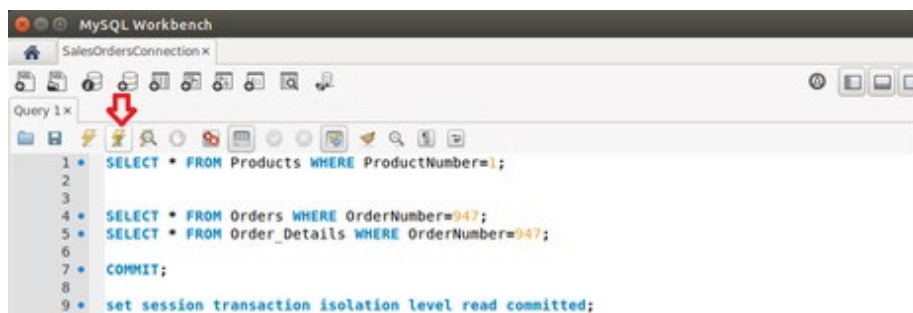 MySQL Workbench
SalesOrdersConnection ×
Query 1 ×
1 SELECT * FROM Products WHERE ProductNumber=1;
2
3
4 SELECT * FROM Orders WHERE OrderNumber=947;
5 SELECT * FROM Order_Details WHERE OrderNumber=947;
6
7 COMMIT;
8
9 set session transaction isolation level read committed;